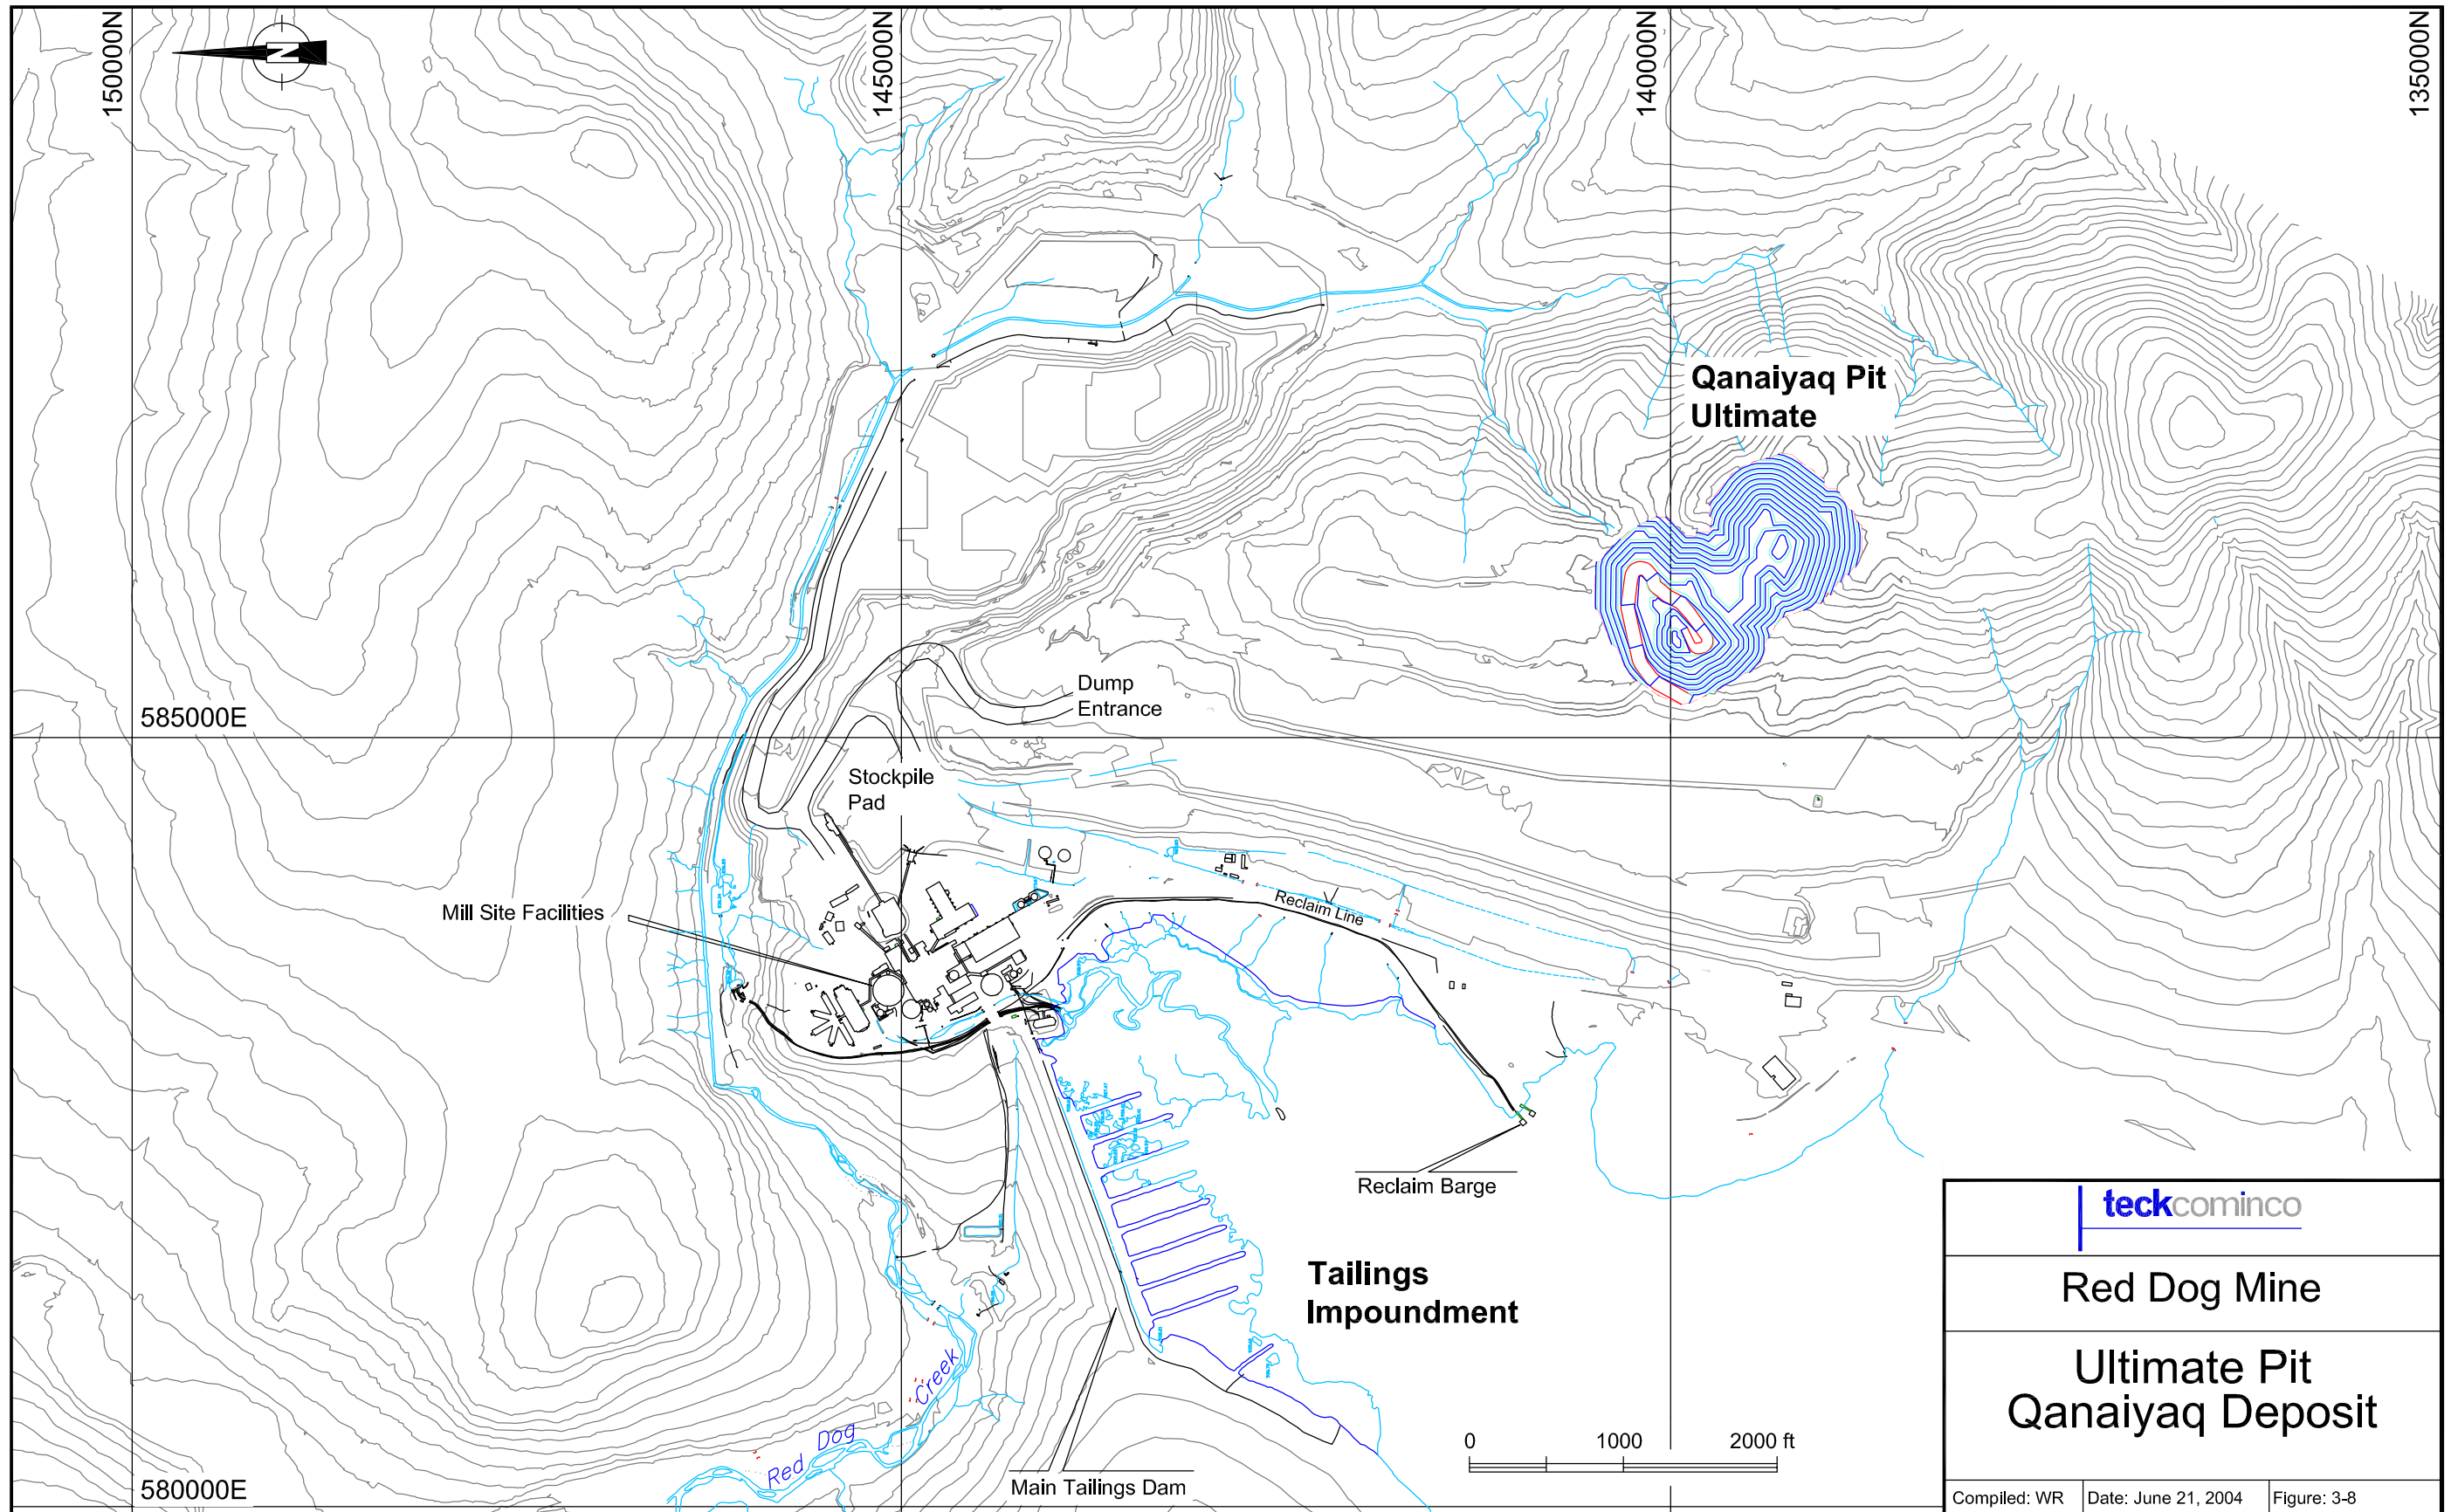 150000N
145000N
140000N
135000N
N
Qanaiyaq Pit
Ultimate
585000E
Dump
Entrance
Stockpile
Pad
Mill Site Facilities
Reclaim Line
Reclaim Barge
Tailings
Impoundment
Red Dog Creek
Main Tailings Dam
580000E
0 1000 2000 ft
teckcominco
Red Dog Mine
Ultimate Pit
Qanaiyaq Deposit
Compiled: WR Date: June 21, 2004 Figure: 3-8